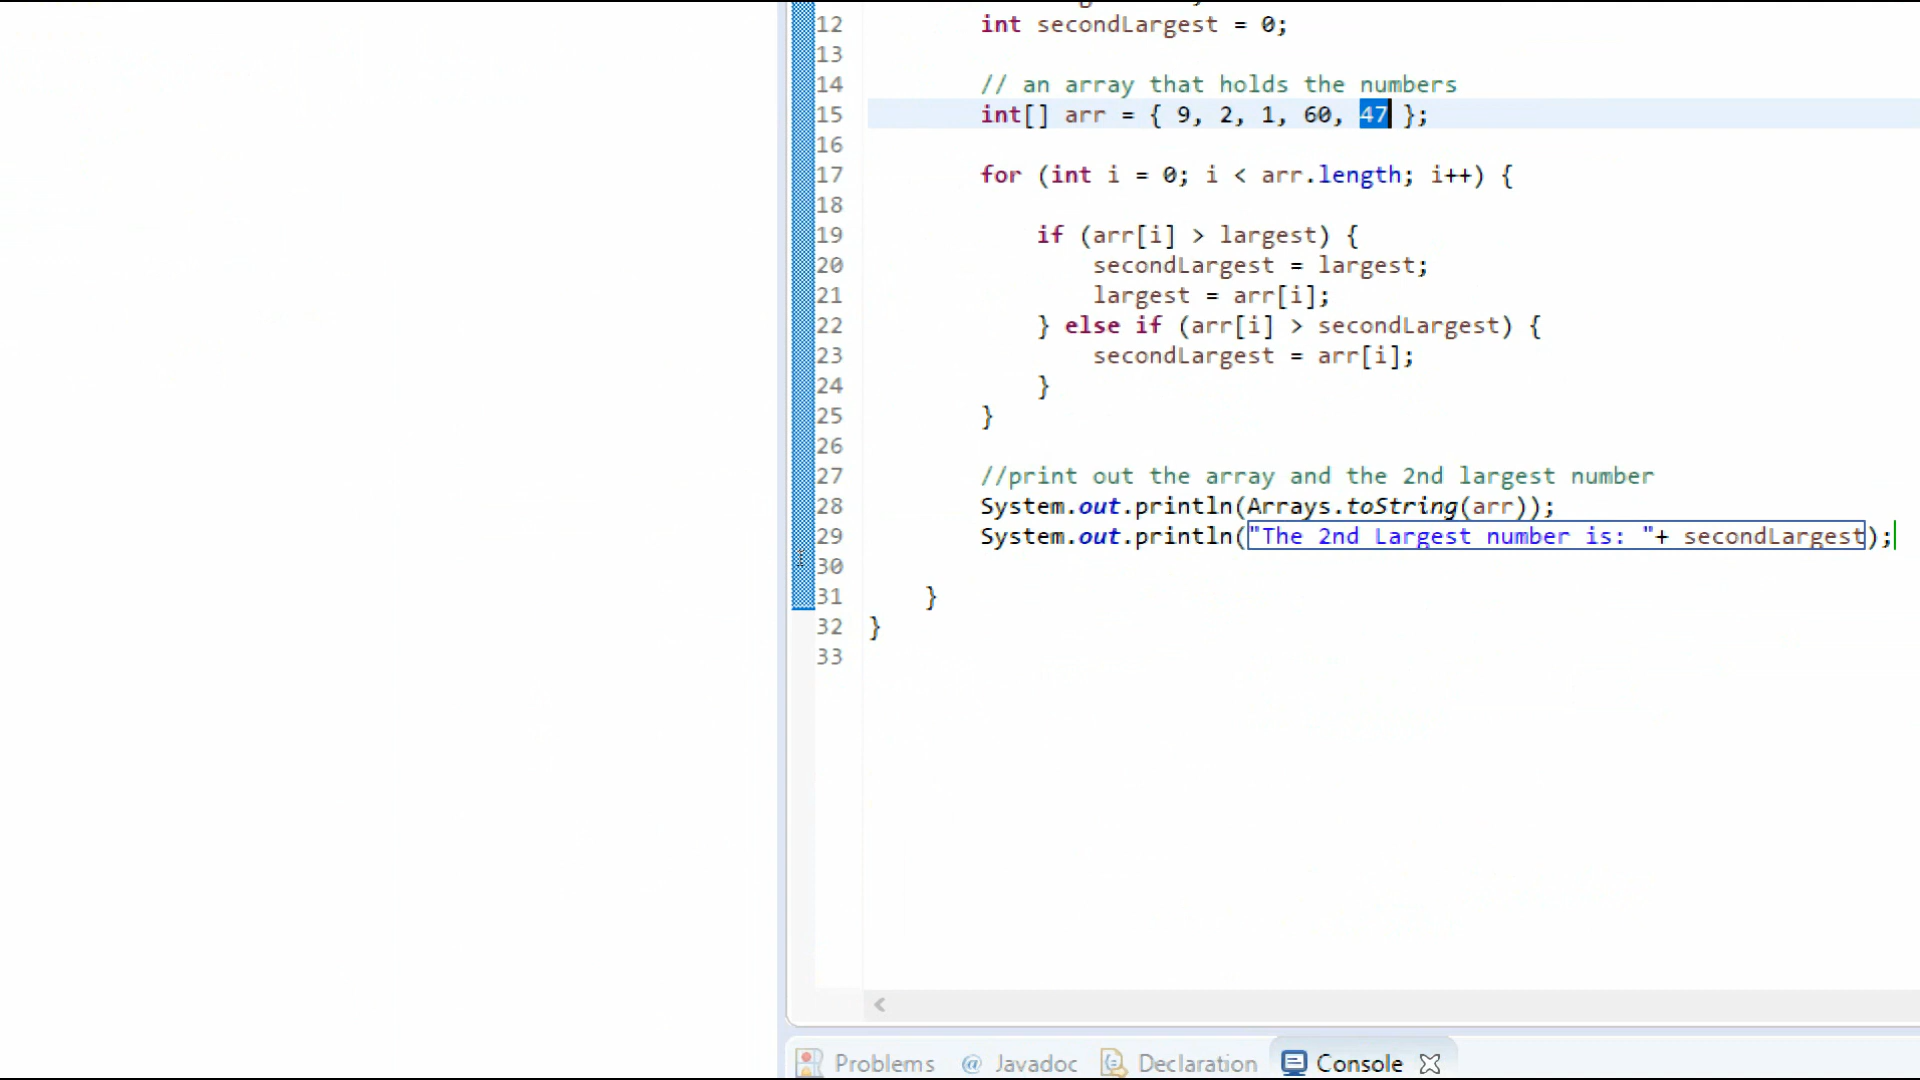 12 int secondLargest = 0;
13
14 // an array that holds the numbers
15 int[] arr = { 9, 2, 1, 60, 47 };
16
17 for (int i = 0; i < arr.length; i++) {
18
19 if (arr[i] > largest) {
20 secondLargest = largest;
21 largest = arr[i];
22 } else if (arr[i] > secondLargest) {
23 secondLargest = arr[i];
24 }
25 }
26
27 //print out the array and the 2nd largest number
28 System.out.println(Arrays.toString(arr));
29 System.out.println("The 2nd Largest number is: "+ secondLargest);
30
31 }
32 }
33
Problems @ Javadoc Declaration Console